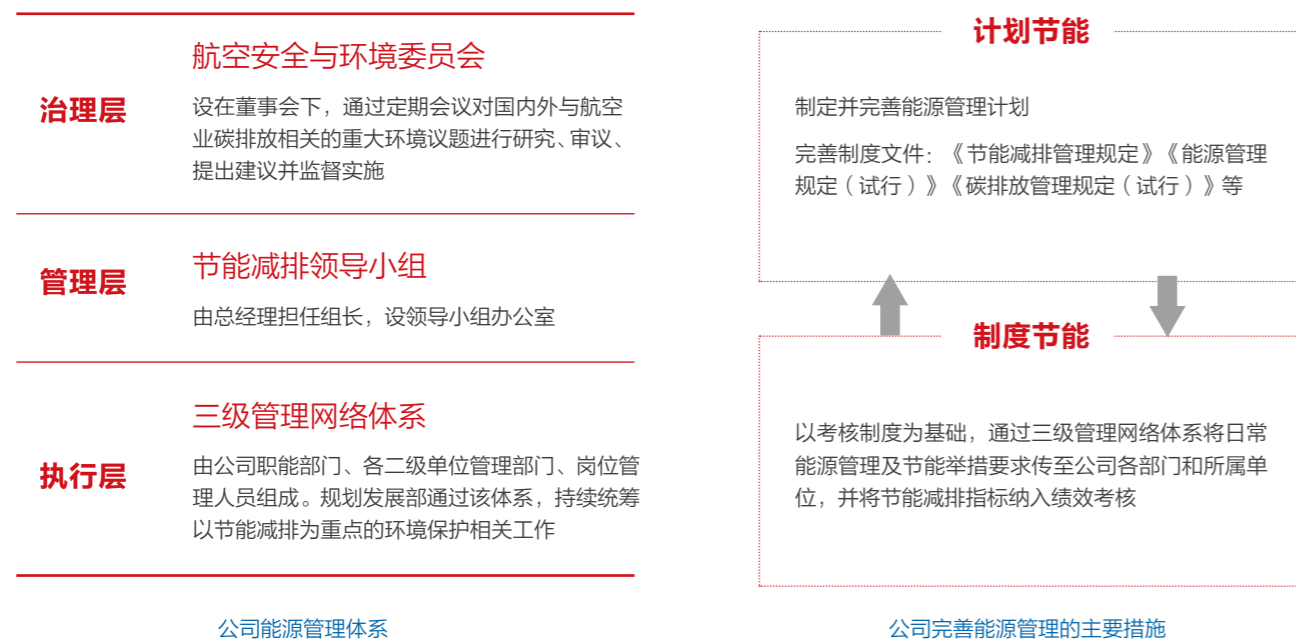 治理层
航空安全与环境委员会
设在董事会下，通过定期会议对国内外与航空
业碳排放相关的重大环境议题进行研究、审议、
提出建议并监督实施
管理层
节能减排领导小组
由总经理担任组长，设领导小组办公室
执行层
三级管理网络体系
由公司职能部门、各二级单位管理部门、岗位管
理人员组成。规划发展部通过该体系，持续统筹
以节能减排为重点的环境保护相关工作
公司能源管理体系
计划节能
制定并完善能源管理计划
完善制度文件：《节能减排管理规定》《能源管理
规定（试行）》《碳排放管理规定（试行）》等
制度节能
以考核制度为基础，通过三级管理网络体系将日常
能源管理及节能举措要求传至公司各部门和所属单
位，并将节能减排指标纳入绩效考核
公司完善能源管理的主要措施